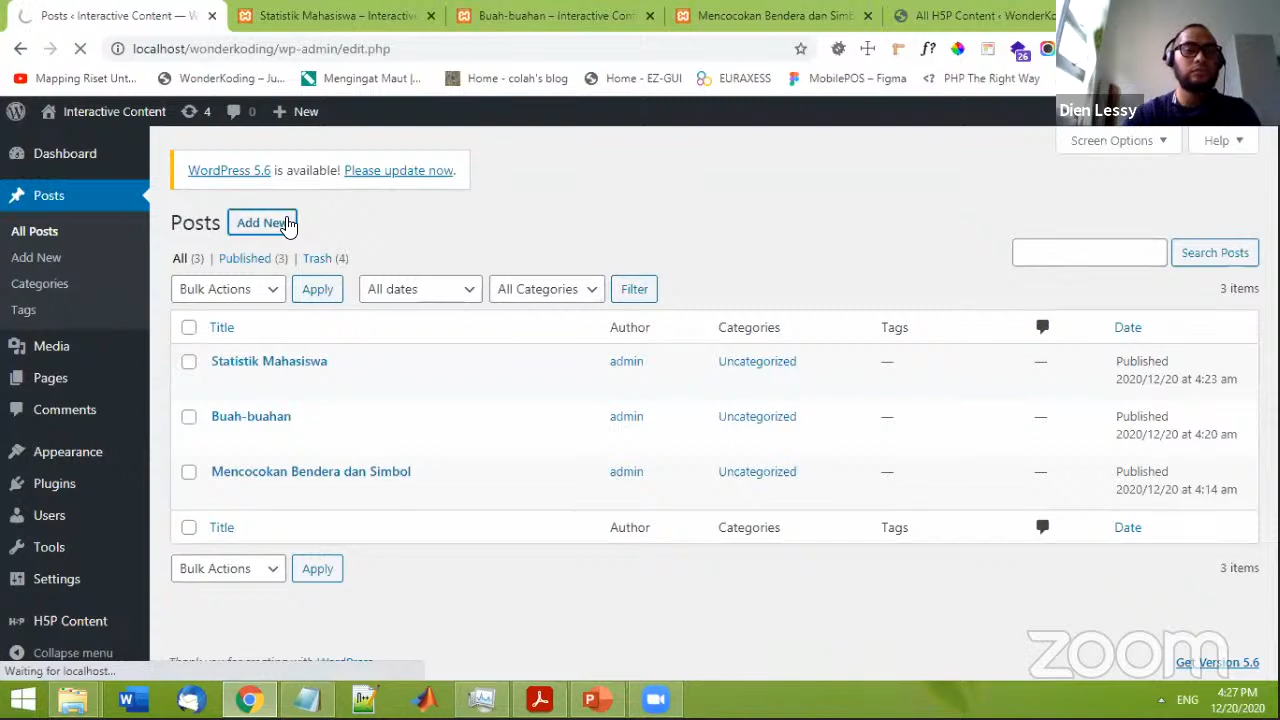 Posts ‹ Interactive Content — W
Statistik Mahasiswa – Interactive
Buah-buahan – Interactive Cont
Mencocokan Bendera dan Simb
All H5P Content ‹ WonderKo
localhost/wonderkoding/wp-admin/edit.php
f?
26
Mapping Riset Unt...
WonderKoding – Ju...
Mengingat Maut |...
Home - colah's blog
Home - EZ-GUI
EURAXESS
MobilePOS – Figma
<? PHP The Right Way
Dien Lessy
Interactive Content
4
0
New
Screen Options
Help
Dashboard
Posts
All Posts
Add New
Categories
Tags
Media
Pages
Comments
Appearance
Plugins
Users
Tools
Settings
H5P Content
Collapse menu
WordPress 5.6 is available! Please update now.
Posts
Add New
All (3) | Published (3) | Trash (4)
Search Posts
Bulk Actions
Apply
All dates
All Categories
Filter
3 items
Title Author Categories Tags Date
Statistik Mahasiswa admin Uncategorized — — Published
2020/12/20 at 4:23 am
Buah-buahan admin Uncategorized — — Published
2020/12/20 at 4:20 am
Mencocokan Bendera dan Simbol admin Uncategorized — — Published
2020/12/20 at 4:14 am
Title Author Categories Tags Date
Bulk Actions
Apply
3 items
zoom
Thank you for creating with WordPress
Get Version 5.6
Waiting for localhost...
ENG
4:27 PM
12/20/2020